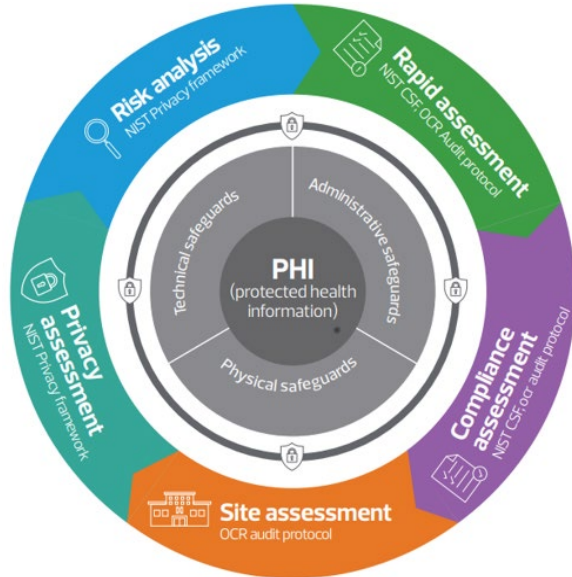 Risk analysis
NIST Privacy framework
Rapid assessment
NIST CSF, OCR Audit protocol
Compliance
assessment
NIST CSF, ocr audit protocol
Site assessment
OCR audit protocol
Privacy
assessment
NIST Privacy framework
Technical safeguards
Administrative safeguards
Physical safeguards
PHI
(protected health
information)